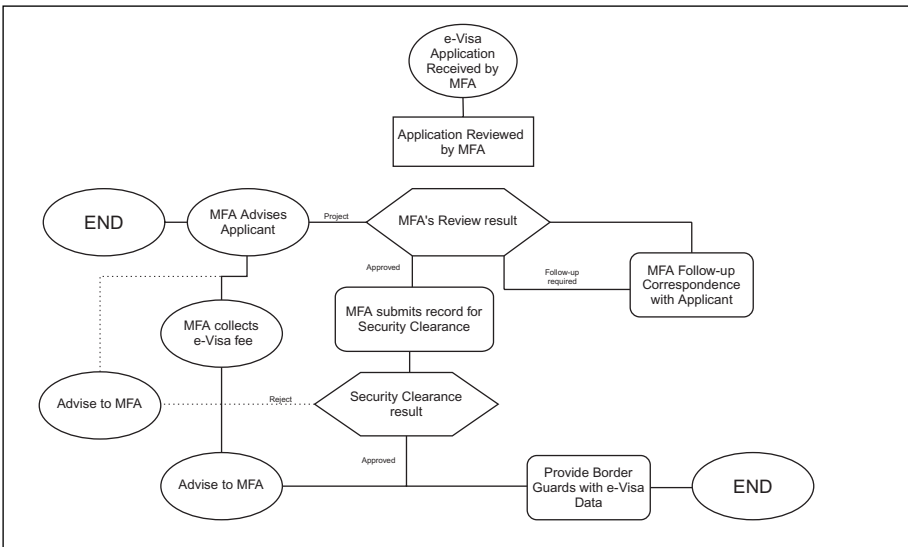 e-Visa
Application
Received by
MFA
Application Reviewed
by MFA
END
MFA Advises
Applicant
Project
MFA's Review result
Approved
Follow-up
required
MFA Follow-up
Correspondence
with Applicant
MFA collects
e-Visa fee
MFA submits record for
Security Clearance
Advise to MFA
Reject
Security Clearance
result
Approved
Advise to MFA
Provide Border
Guards with e-Visa
Data
END